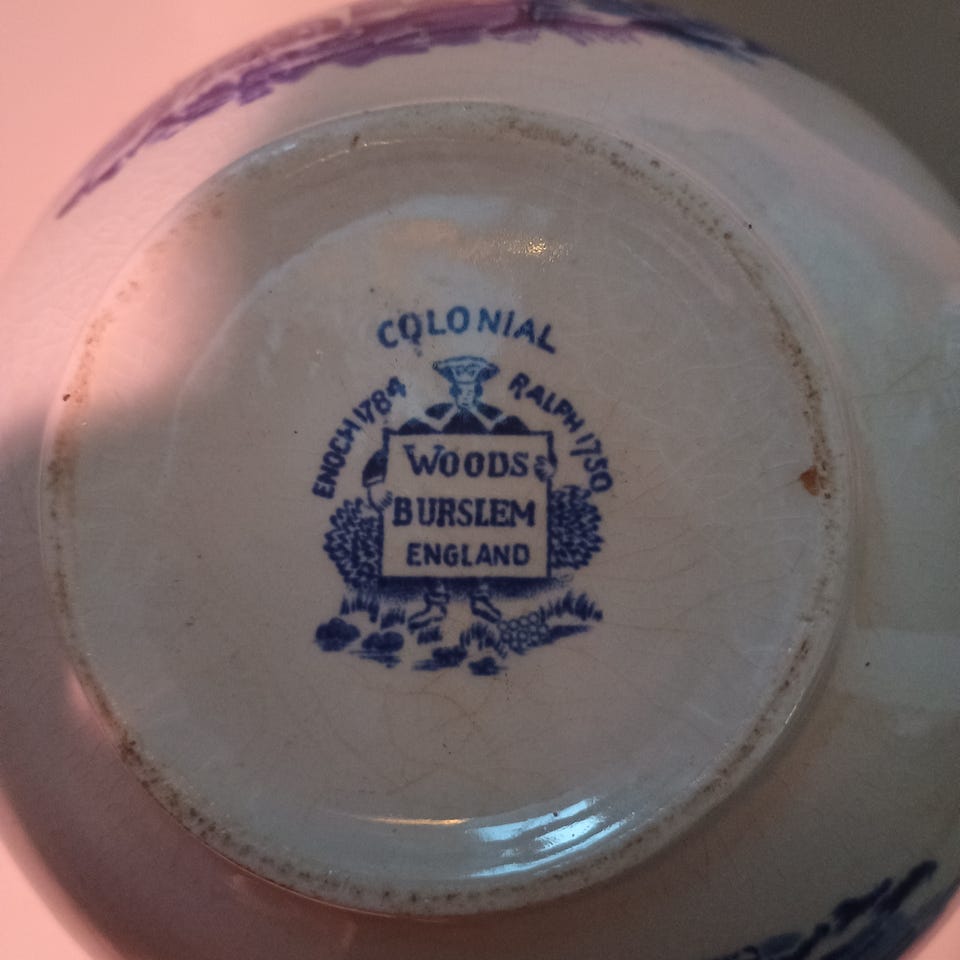 COLONIAL
ENOCH 1784
RALPH 1750
WOODS
BURSLEM
ENGLAND